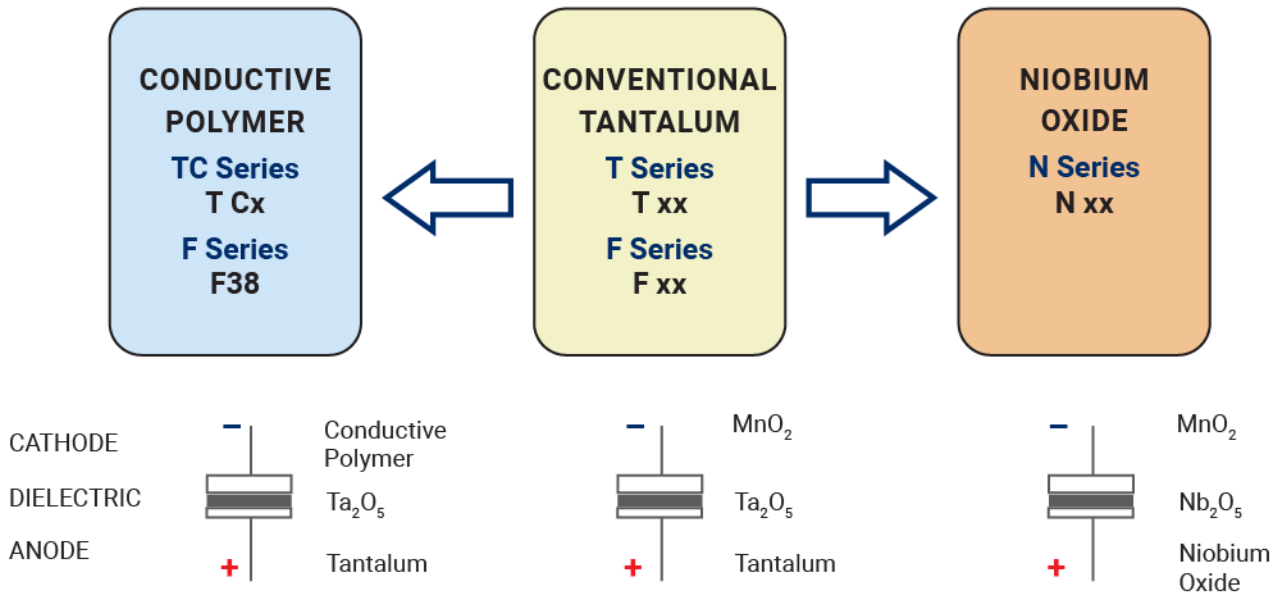 CONDUCTIVE
POLYMER
TC Series
T Cx
F Series
F38
CONVENTIONAL
TANTALUM
T Series
T xx
F Series
F xx
NIOBIUM
OXIDE
N Series
N xx
CATHODE
DIELECTRIC
ANODE
−
Conductive
Polymer
Ta₂O₅
+
Tantalum
−
MnO₂
Ta₂O₅
+
Tantalum
−
MnO₂
Nb₂O₅
+
Niobium
Oxide